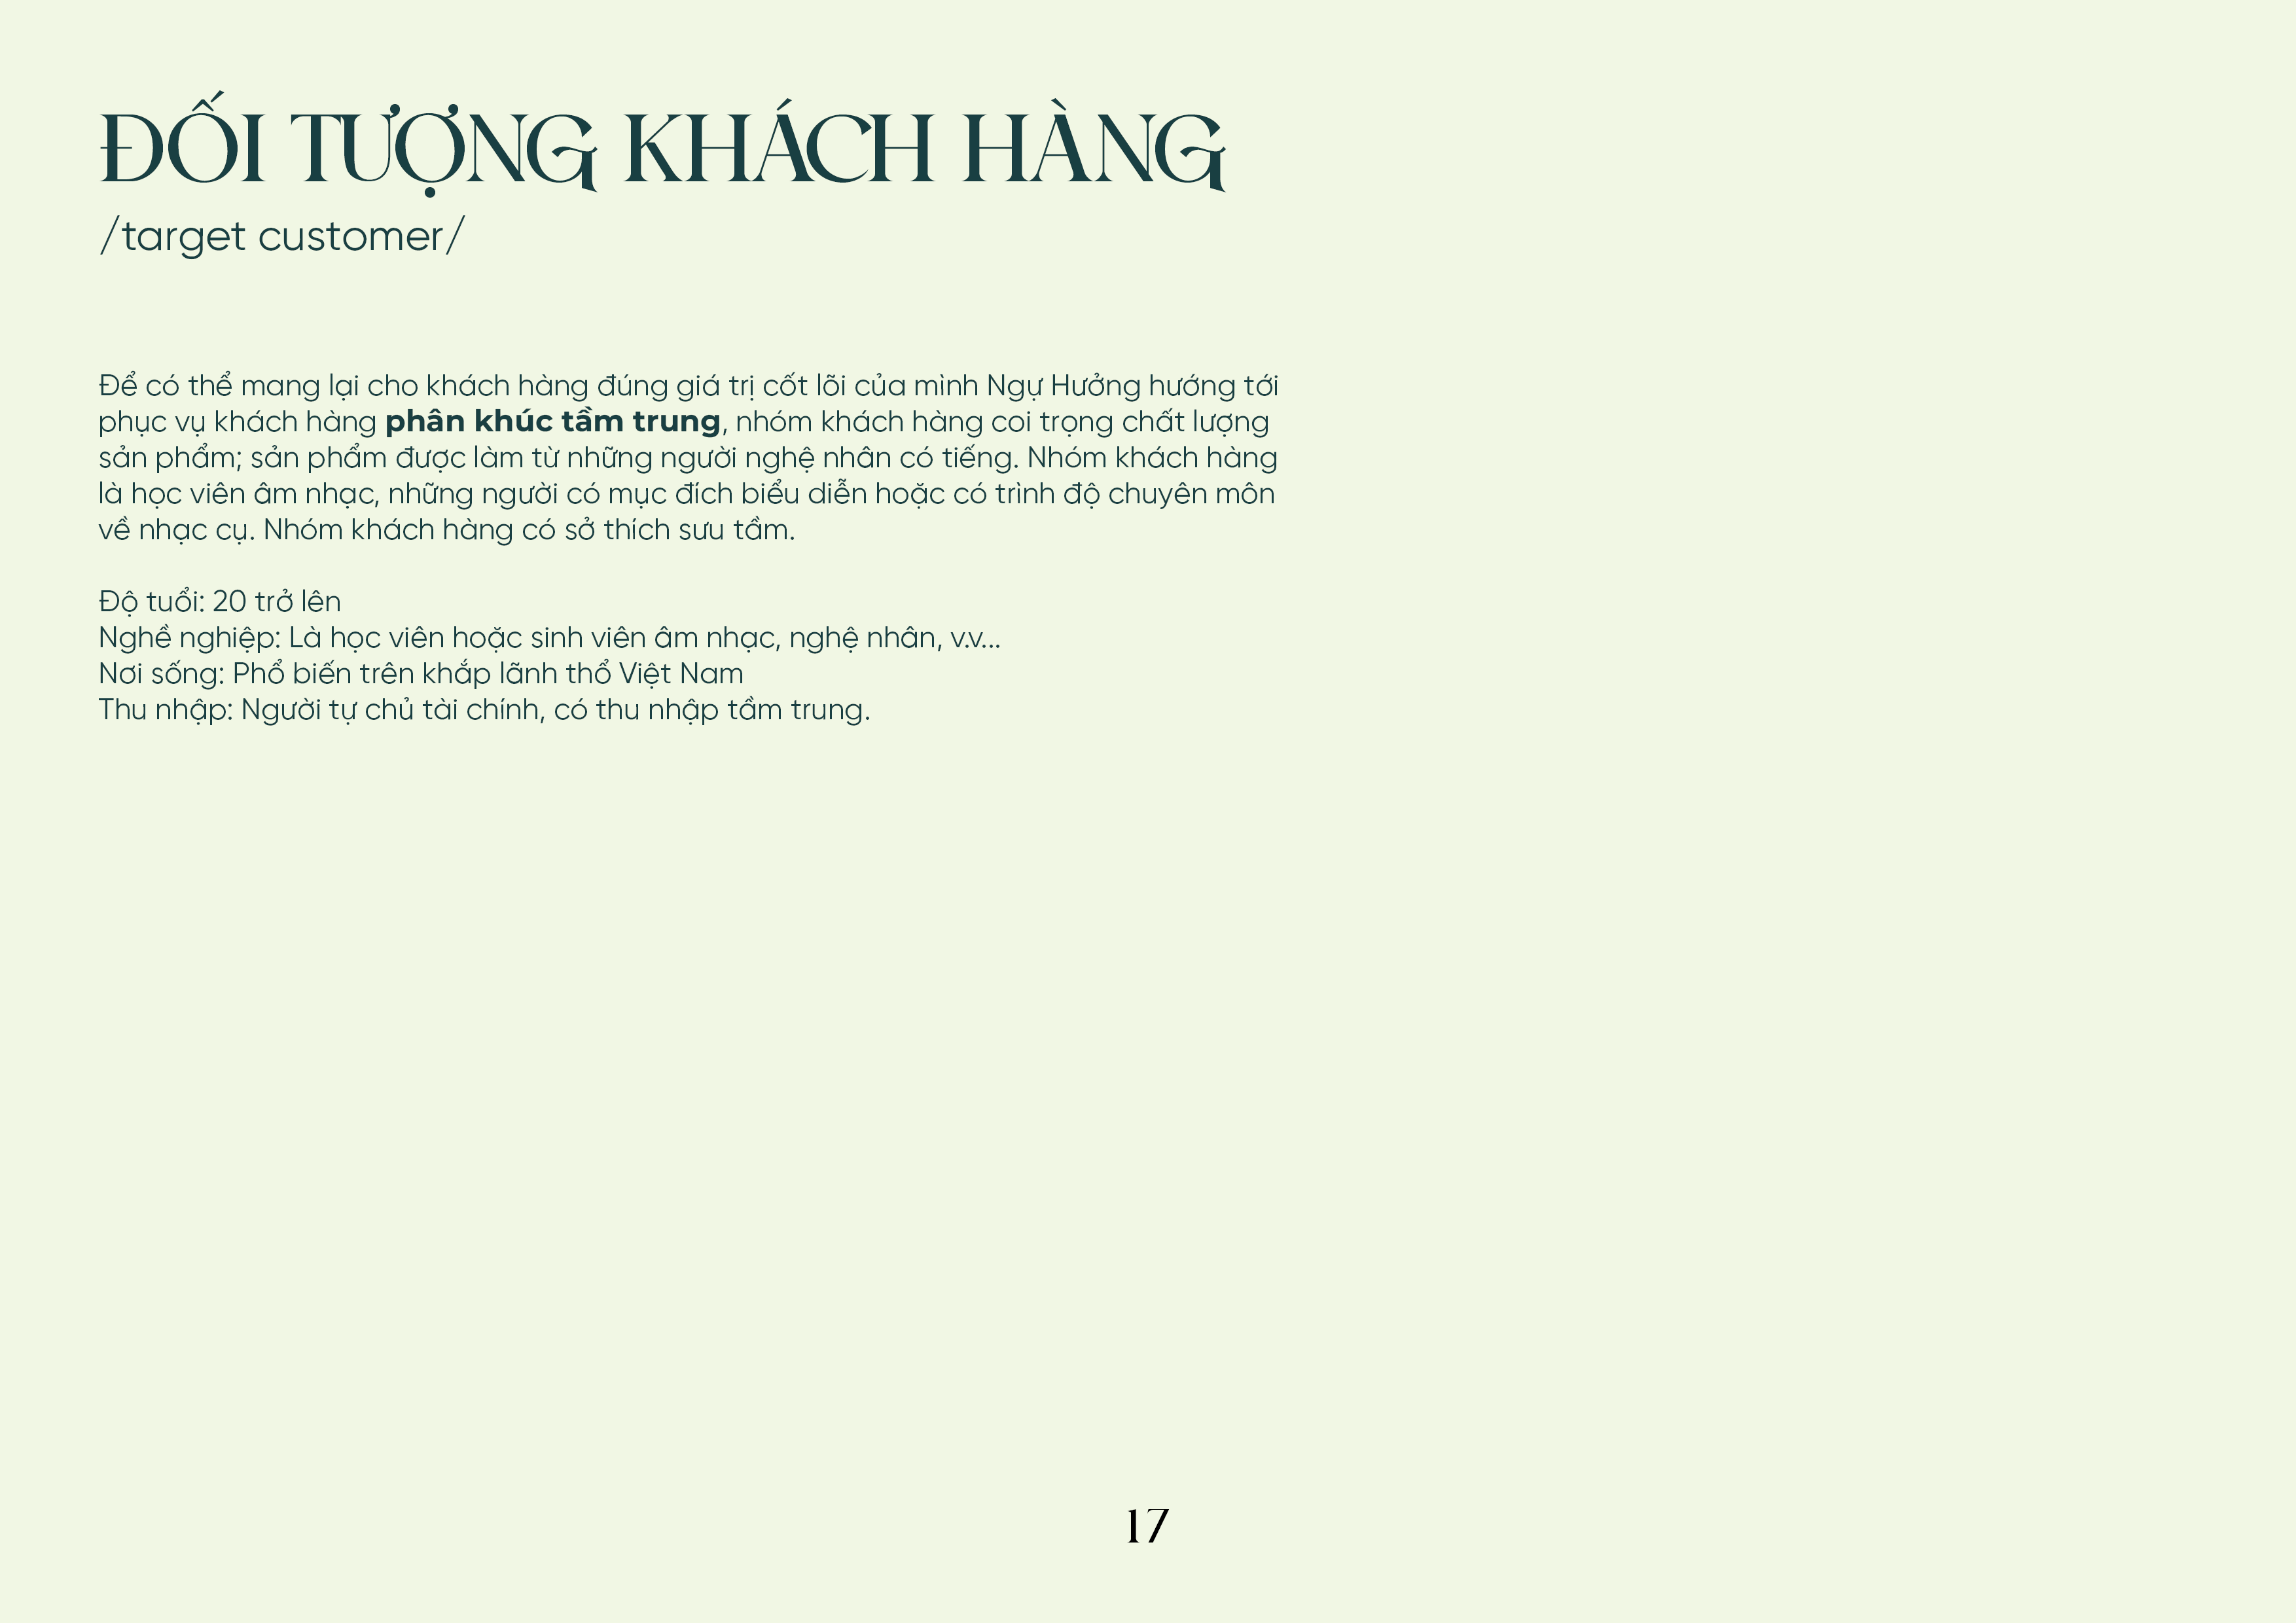 ĐỐI TƯỢNG KHÁCH HÀNG
/target customer/
Để có thể mang lại cho khách hàng đúng giá trị cốt lõi của mình Ngự Hưởng hướng tới
phục vụ khách hàng phân khúc tầm trung, nhóm khách hàng coi trọng chất lượng
sản phẩm; sản phẩm được làm từ những người nghệ nhân có tiếng. Nhóm khách hàng
là học viên âm nhạc, những người có mục đích biểu diễn hoặc có trình độ chuyên môn
về nhạc cụ. Nhóm khách hàng có sở thích sưu tầm.
Độ tuổi: 20 trở lên
Nghề nghiệp: Là học viên hoặc sinh viên âm nhạc, nghệ nhân, v.v...
Nơi sống: Phổ biến trên khắp lãnh thổ Việt Nam
Thu nhập: Người tự chủ tài chính, có thu nhập tầm trung.
17